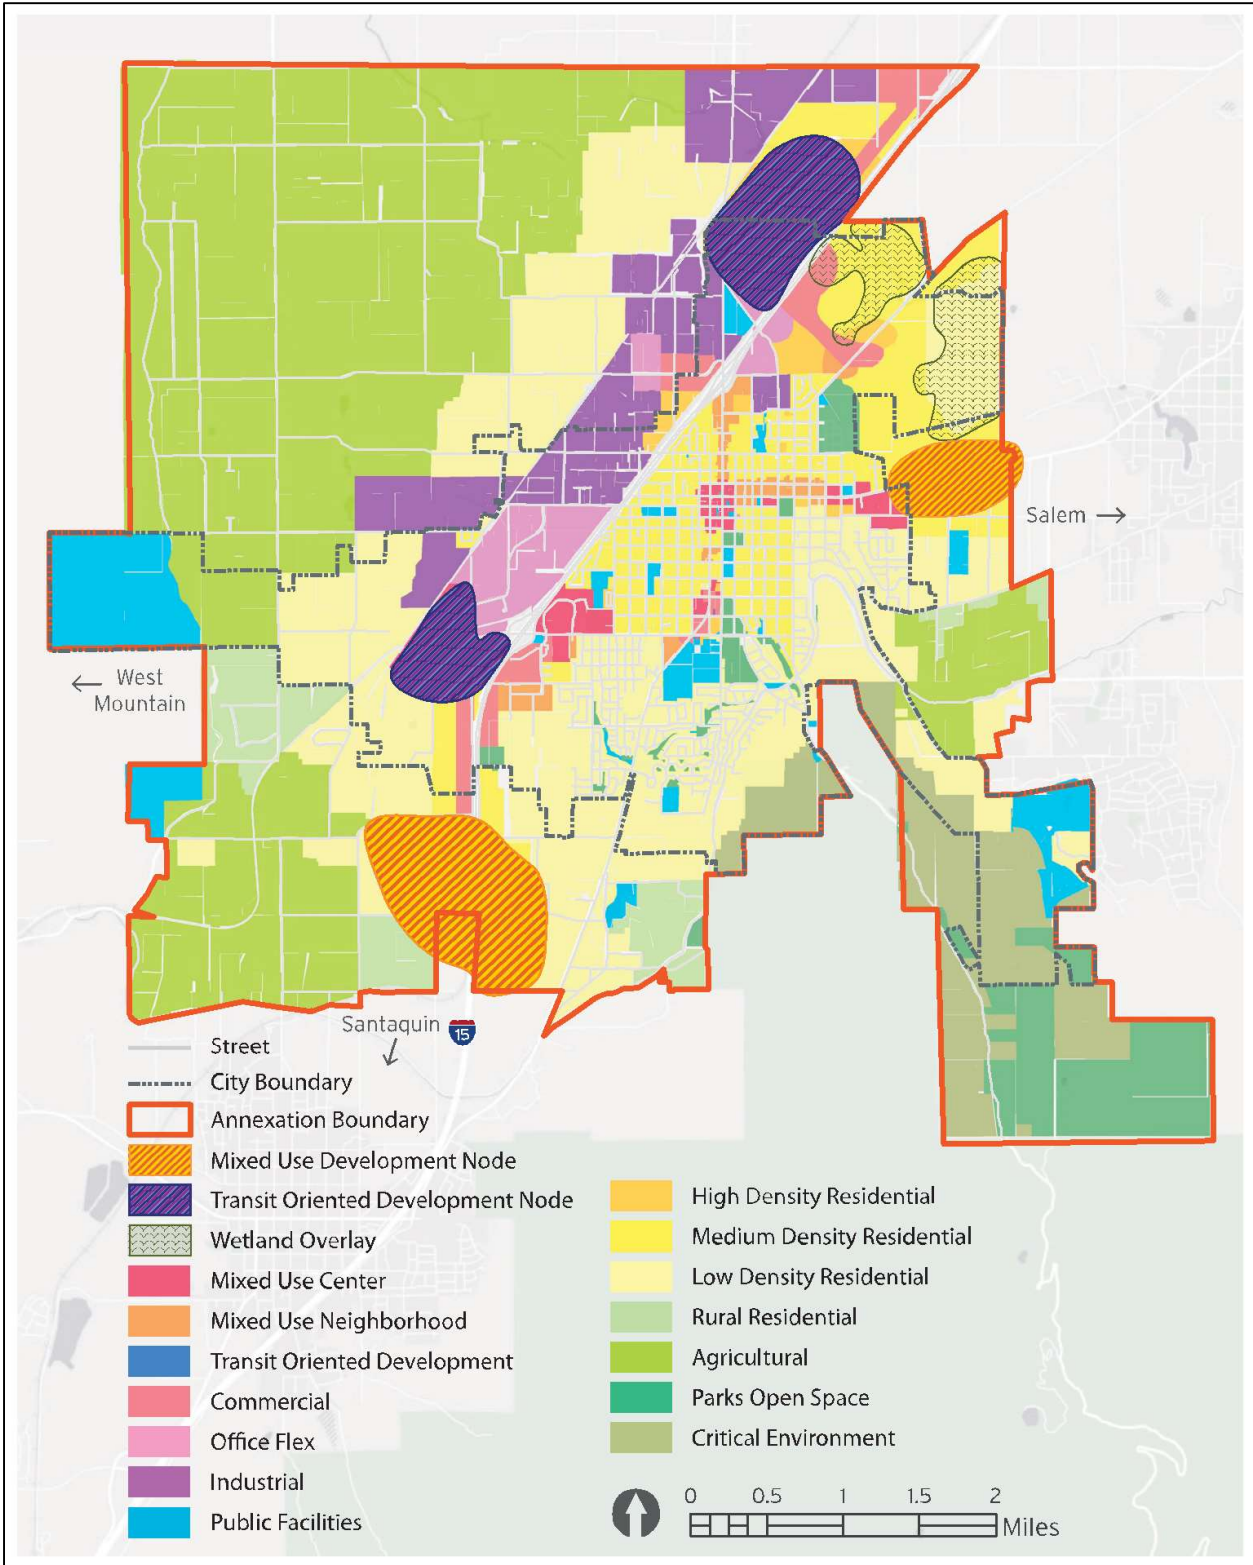 Salem →
← West
Mountain
Santaquin
15
Street
City Boundary
Annexation Boundary
Mixed Use Development Node
Transit Oriented Development Node
Wetland Overlay
Mixed Use Center
Mixed Use Neighborhood
Transit Oriented Development
Commercial
Office Flex
Industrial
Public Facilities
High Density Residential
Medium Density Residential
Low Density Residential
Rural Residential
Agricultural
Parks Open Space
Critical Environment
0 0.5 1 1.5 2
Miles